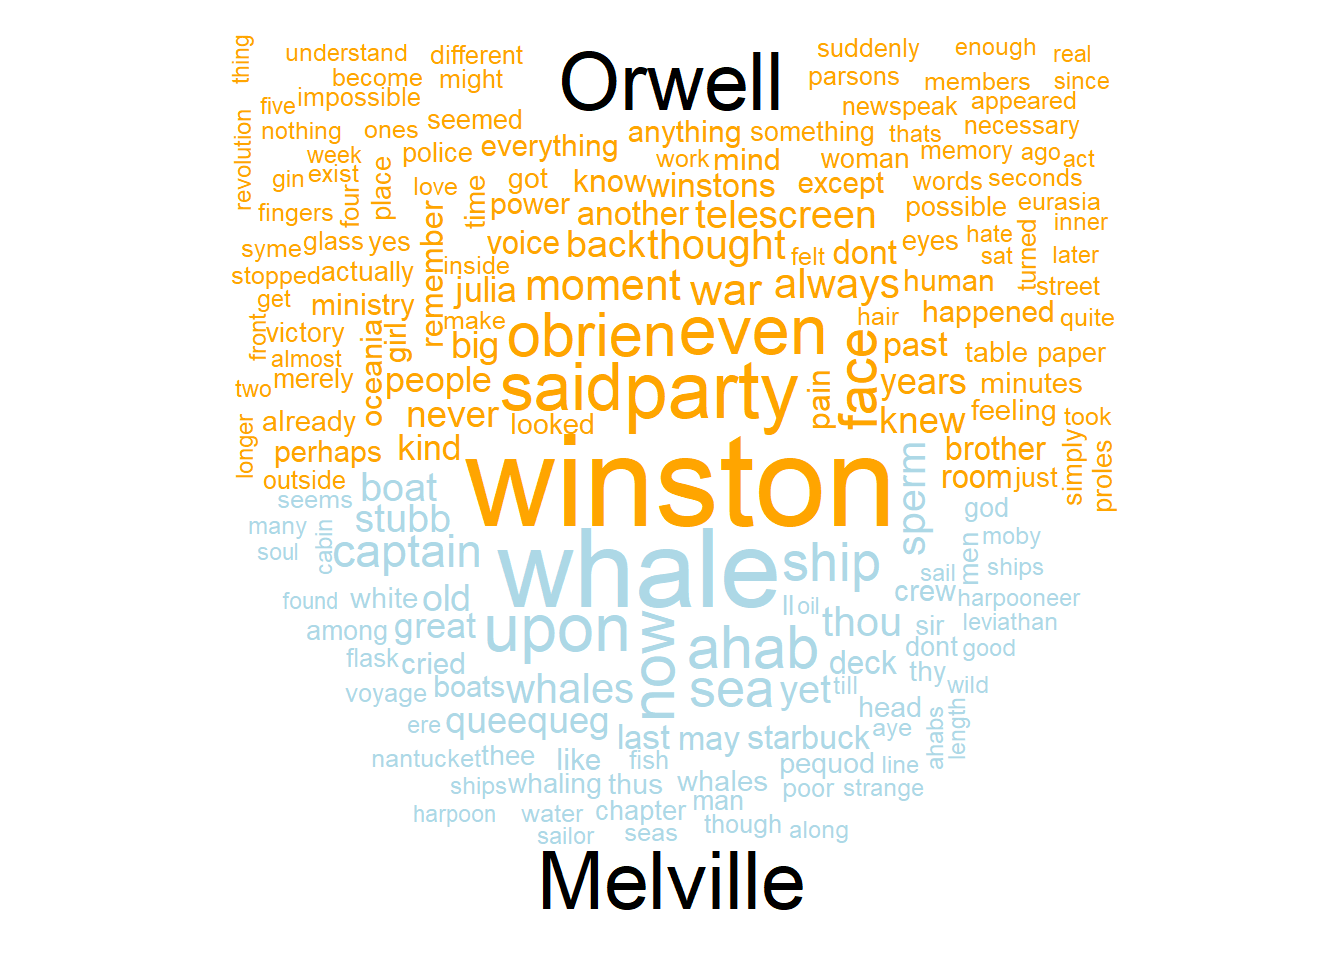 Orwell
thing understand different suddenly enough real
become might parsons members since
five impossible newspeak appeared
revolution nothing ones seemed anything something thats necessary
week police everything work mind woman memory ago act
gin exist four place love time got know winstons except words seconds
fingers power another telescreen possible eurasia inner
syme glass yes remember voice back thought felt dont eyes hate sat turned later
stopped actually inside julia moment war always human street
get ministry girl make hair happened quite
front victory oceania big obrien even face past table paper
almost two merely people said party pain years minutes
longer already never looked knew feeling took
perhaps kind winston brother simply proles
outside room just
seems boat sperm god
many stubb men moby
soul cabin captain whale ship sail ships
found white old ll oil crew harpooneer
among great upon now ahab thou sir leviathan
flask cried deck dont good
voyage boats whales sea yet till thy wild
ere queequeg head aye ahabs length
last may starbuck
nantucket thee like fish pequod line
ships whaling thus whales poor strange
harpoon water chapter man
sailor seas though along
Melville